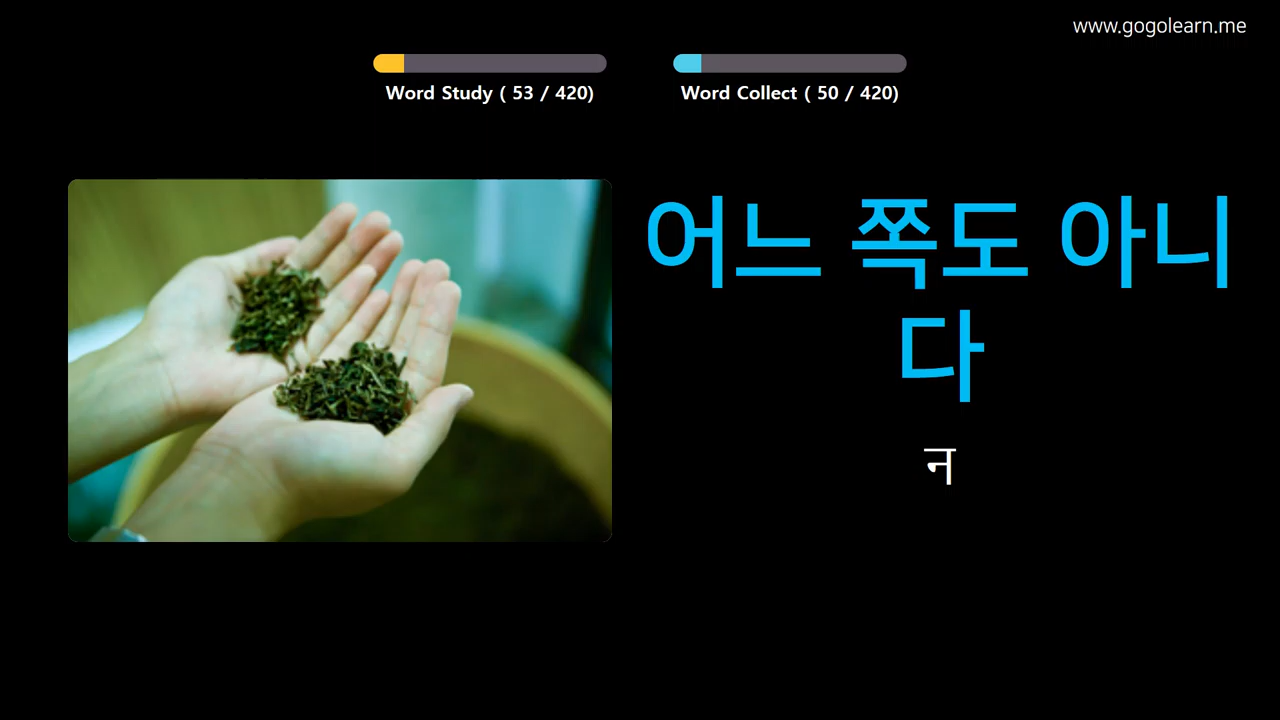 www.gogolearn.me
Word Study ( 53 / 420)
Word Collect ( 50 / 420)
어느 쪽도 아니
다
न